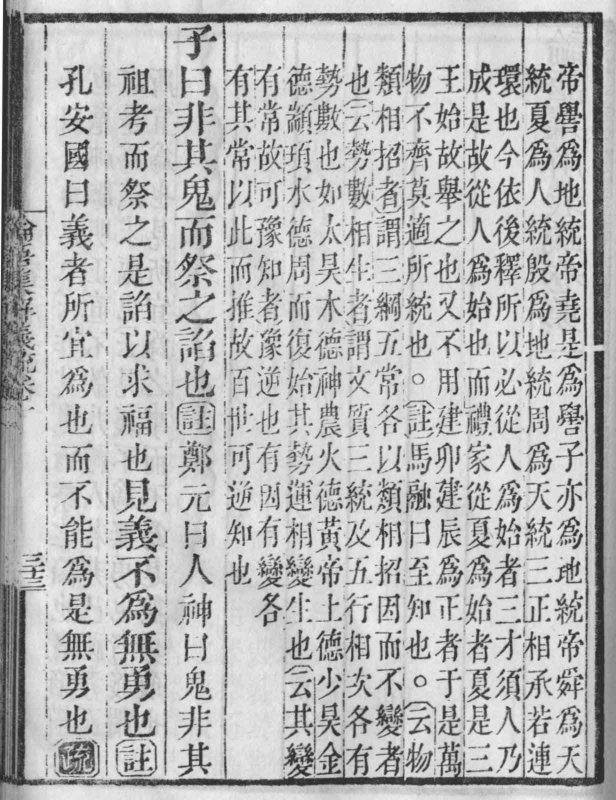 帝嚳爲地統帝堯是爲嚳子亦爲地統帝舜爲天
統夏爲人統殷爲地統周爲天統三正相承若連
環也今依後釋所以必從人爲始者三才須人乃
成是故從人爲始也而禮家從夏爲始者夏是三
王始故舉之也又不用建卯建辰爲正者于是萬
物不齊莫適所統也○註馬融曰至知也○云物
類相招者謂三綱五常各以類相招因而不變者
也云勢數相生者謂文質三統及五行相次各有
勢數也如太昊木德神農火德黃帝土德少昊金
德顓頊水德周而復始其勢運相變生也云其變
有常故可豫知者豫逆也有因有變各
有其常以此而推故百世可逆知也
子曰非其鬼而祭之諂也註鄭元曰人神曰鬼非其
祖考而祭之是諂以求福也見義不爲無勇也註
孔安國曰義者所宜爲也而不能爲是無勇也疏
論語集解義疏卷一
三十三